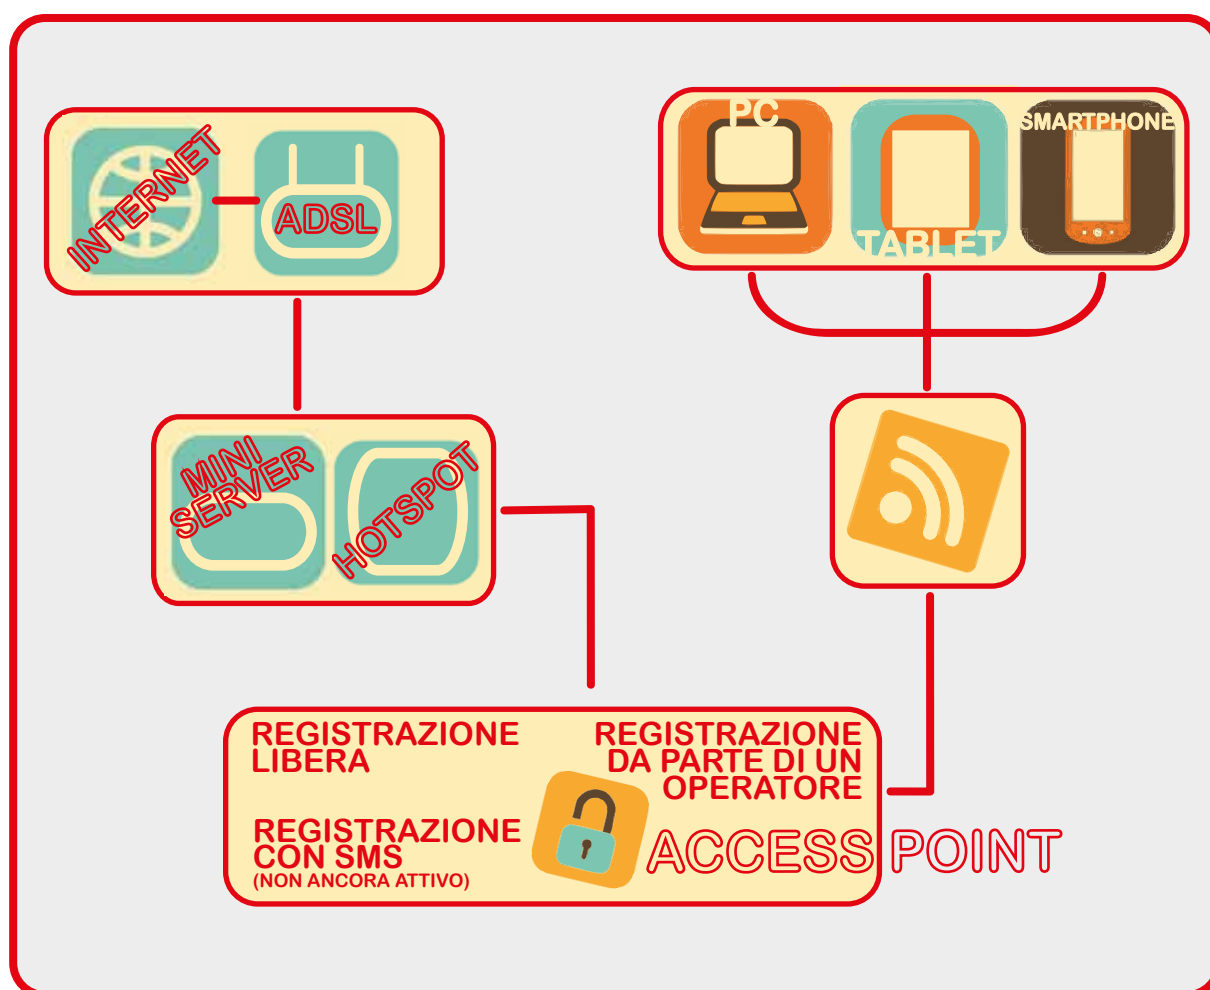 INTERNET
ADSL
PC
TABLET
SMARTPHONE
MINI
SERVER
HOTSPOT
REGISTRAZIONE
LIBERA
REGISTRAZIONE
DA PARTE DI UN
OPERATORE
REGISTRAZIONE
CON SMS
(NON ANCORA ATTIVO)
ACCESS POINT